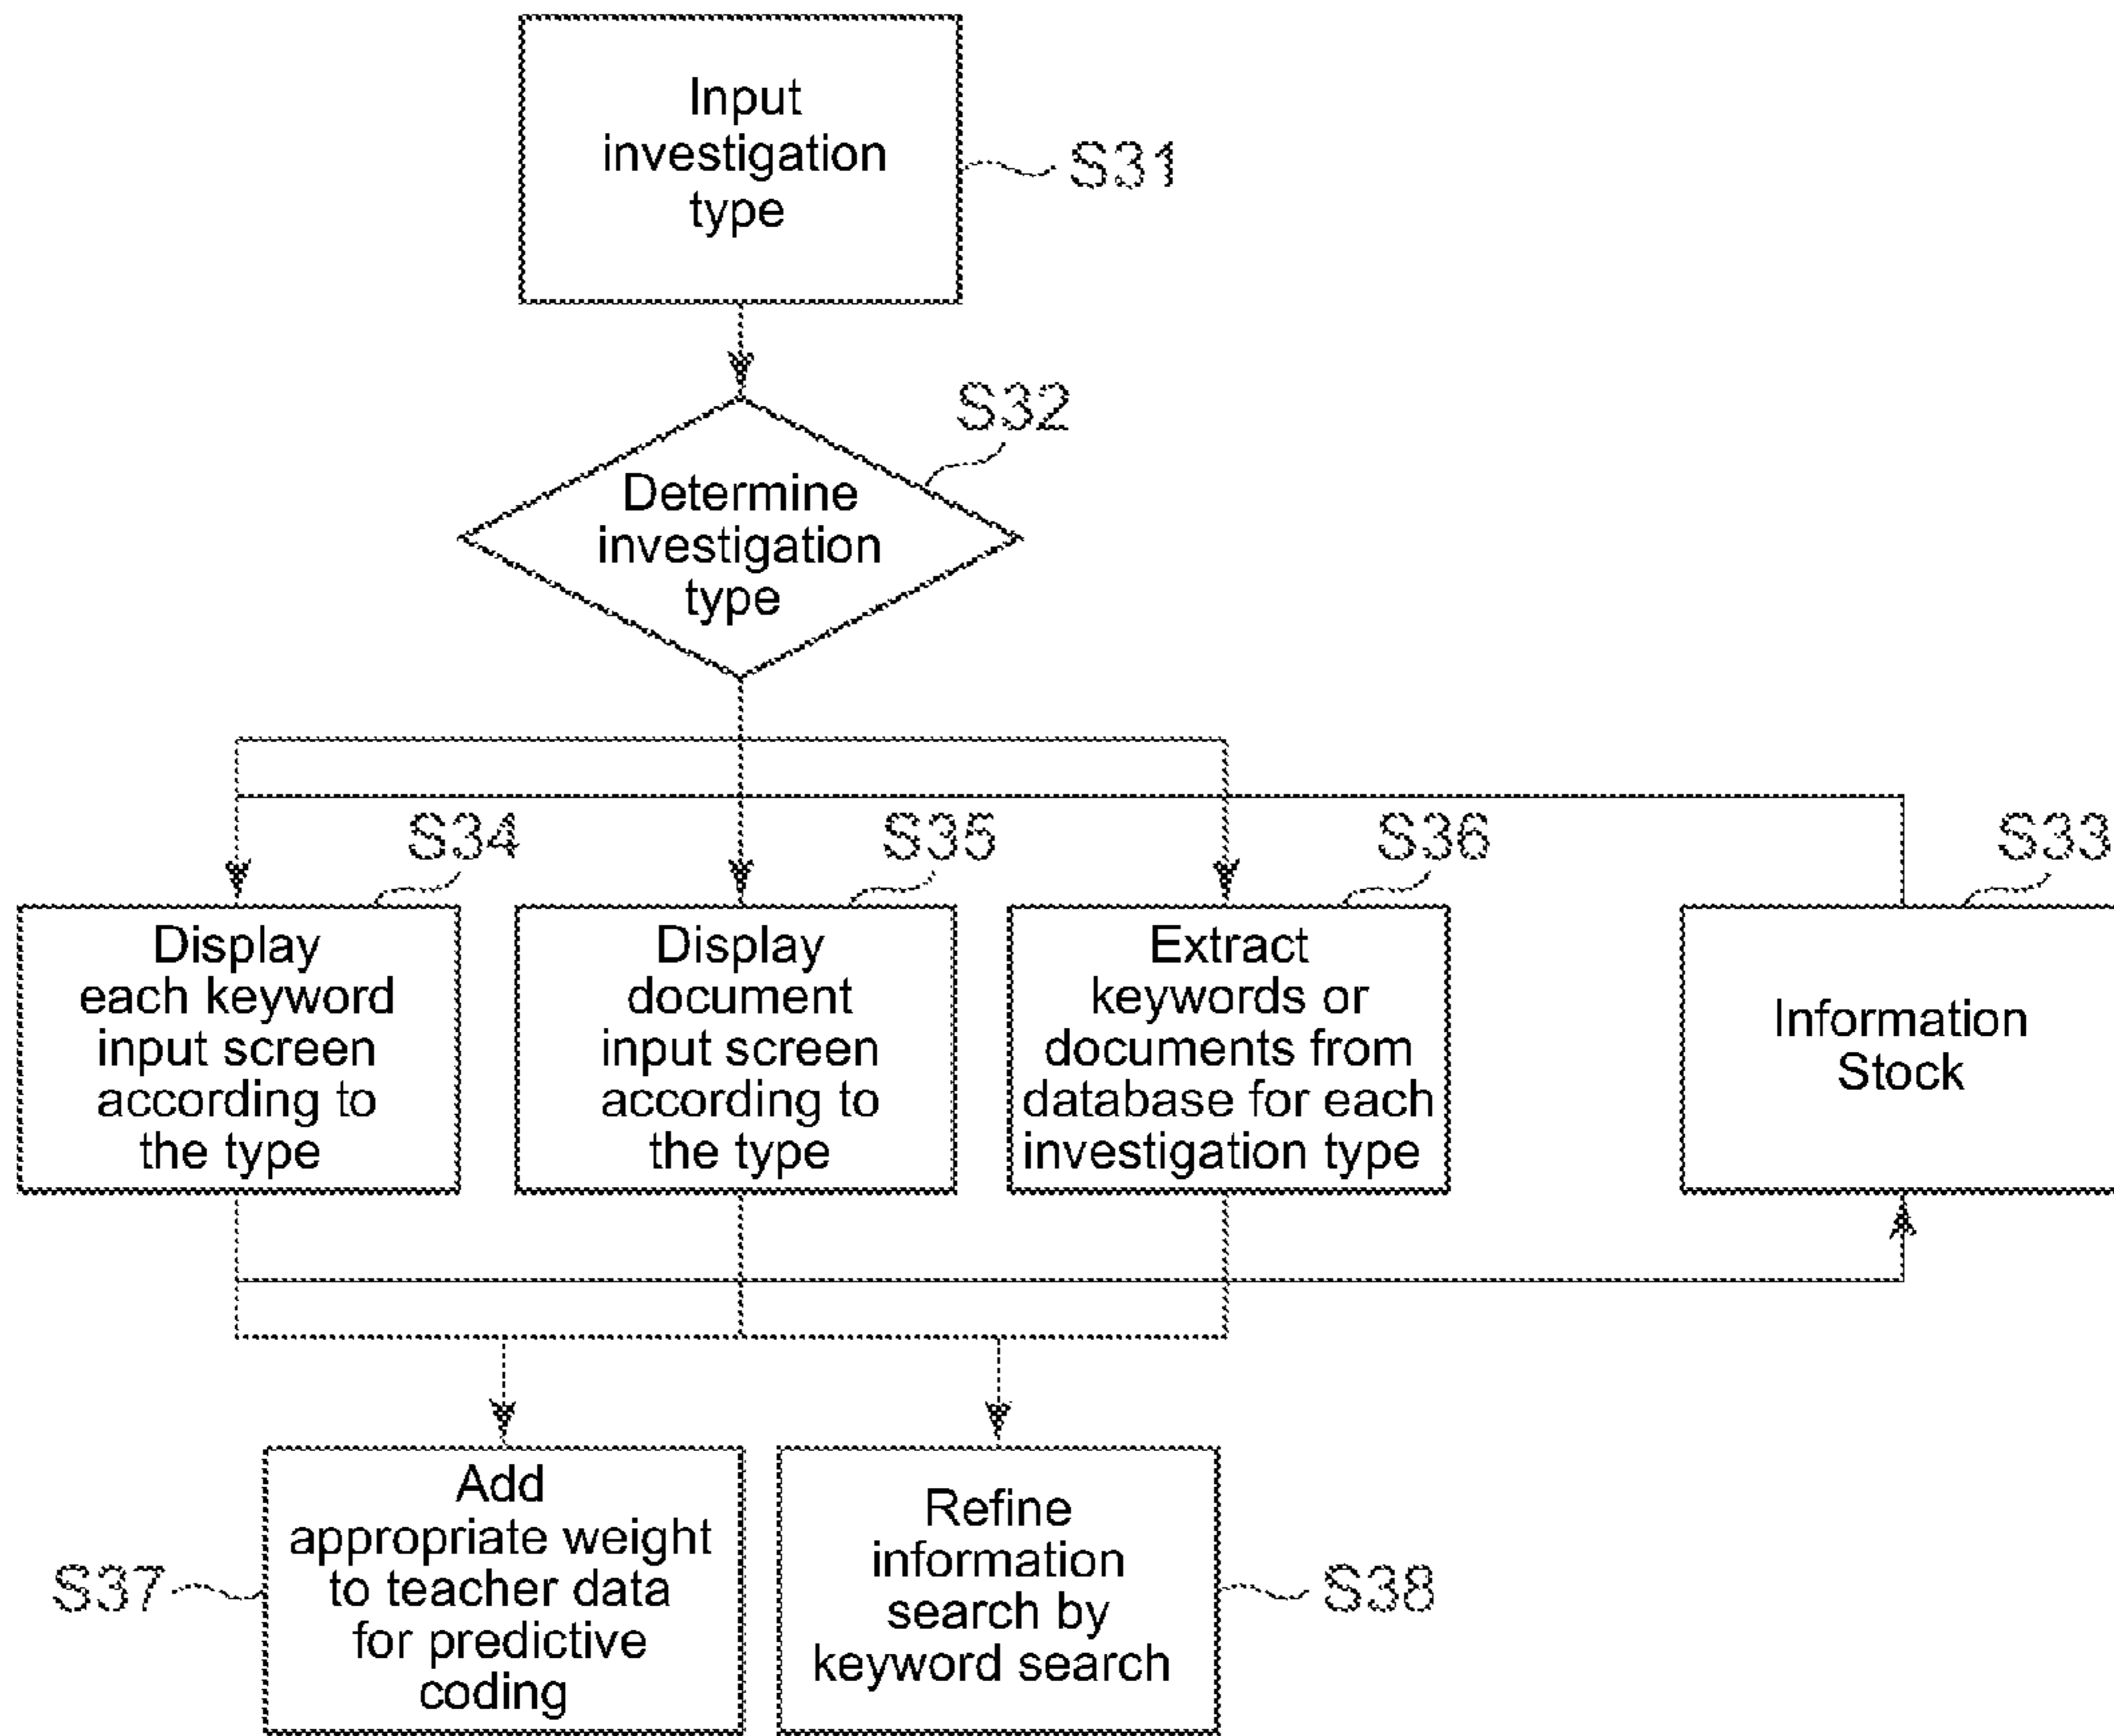 Input
investigation
type
S31
S32
Determine
investigation
type
S34
S35
S36
S33
Display
each keyword
input screen
according to
the type
Display
document
input screen
according to
the type
Extract
keywords or
documents from
database for each
investigation type
Information
Stock
S37
Add
appropriate weight
to teacher data
for predictive
coding
Refine
information
search by
keyword search
S38